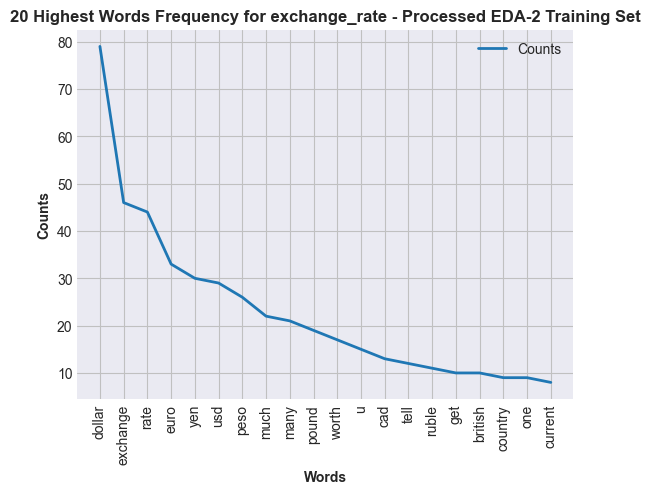 20 Highest Words Frequency for exchange_rate - Processed EDA-2 Training Set
Counts
80
70
60
50
40
30
20
10
Counts
dollar
exchange
rate
euro
yen
usd
peso
much
many
pound
worth
u
cad
tell
ruble
get
british
country
one
current
Words